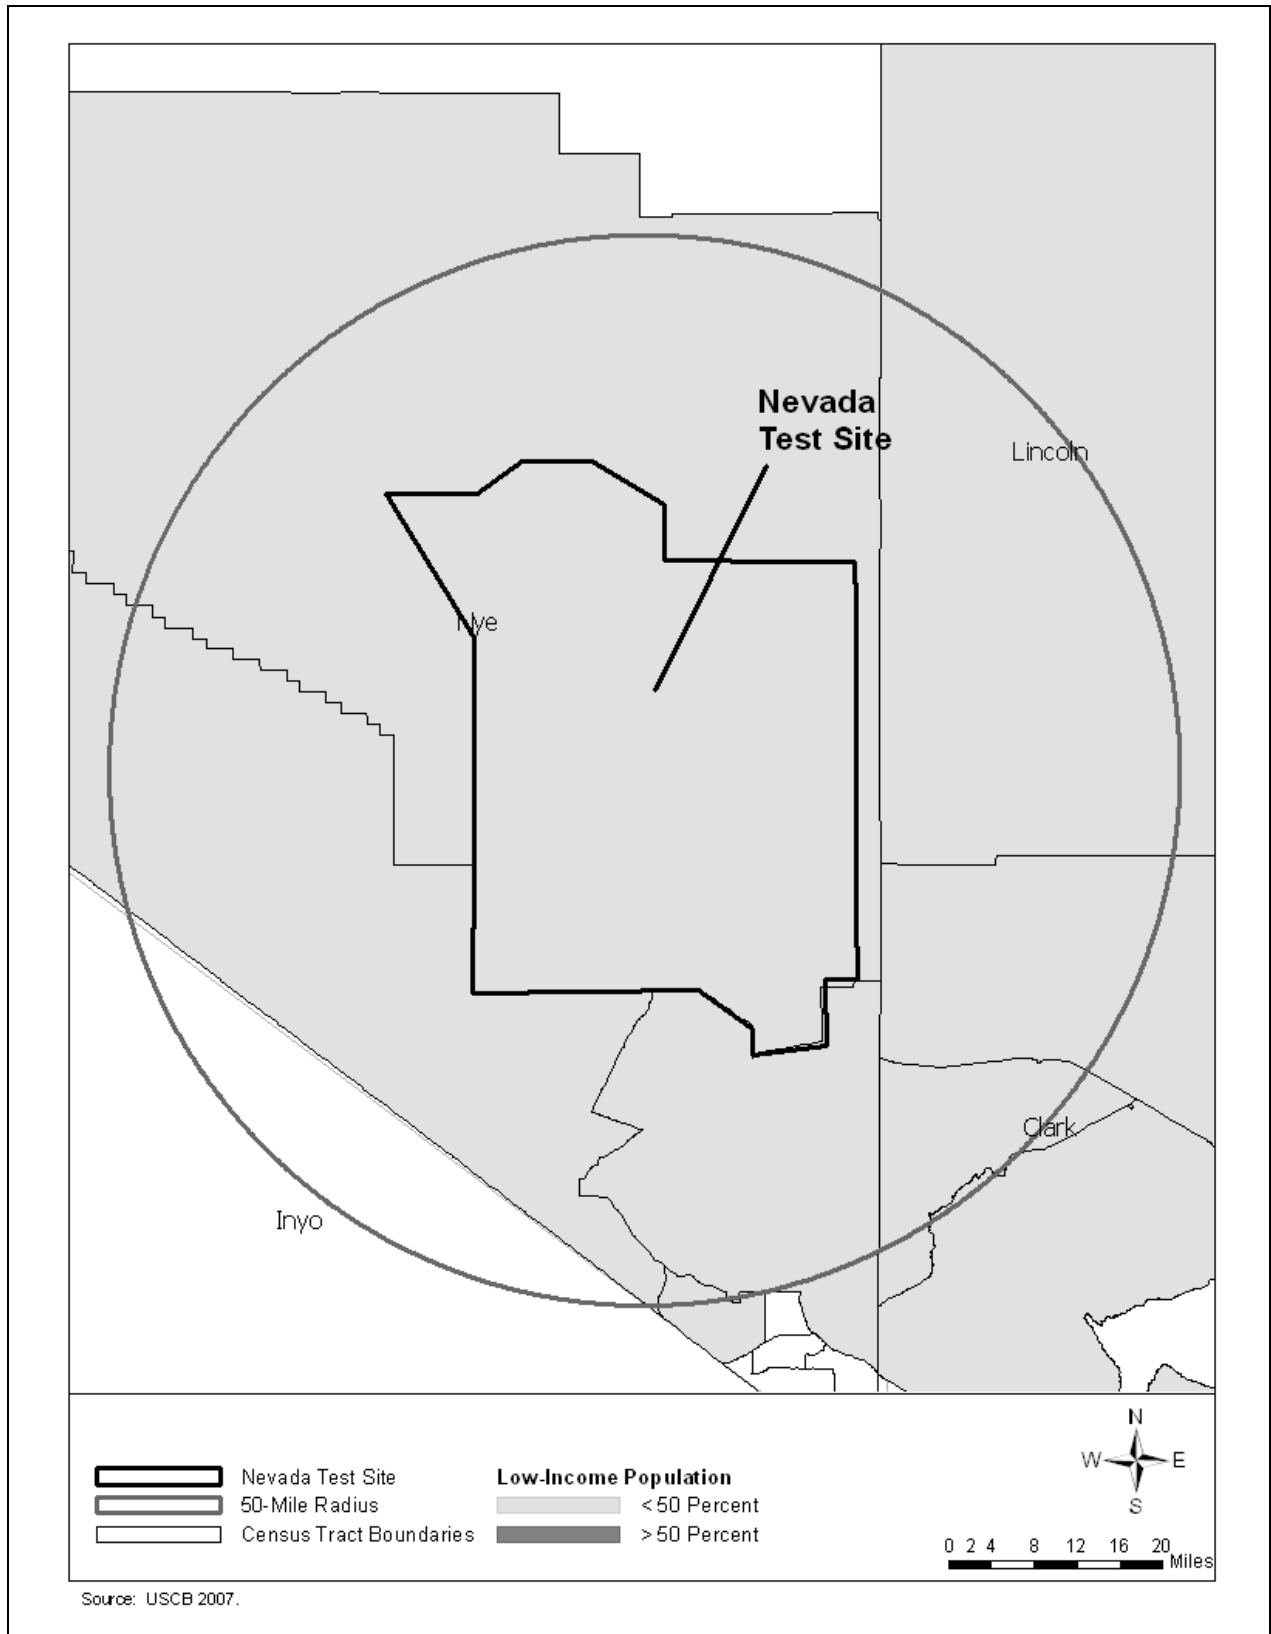 Nevada
Test Site
Lincoln
Nye
Clark
Inyo
N
W E
S
Nevada Test Site
50-Mile Radius
Census Tract Boundaries
Low-Income Population
< 50 Percent
> 50 Percent
0 2 4 8 12 16 20
Miles
Source: USCB 2007.